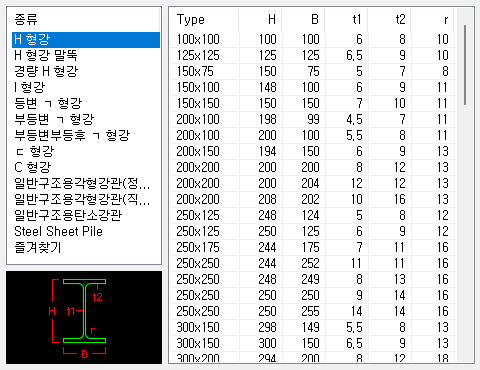 종류
H 형강
H 형강 말뚝
경량 H 형강
I 형강
등변 ㄱ 형강
부등변 ㄱ 형강
부등변부등후 ㄱ 형강
ㄷ 형강
C 형강
일반구조용각형강관(정...
일반구조용각형강관(직...
일반구조용탄소강관
Steel Sheet Pile
즐겨찾기
H t1 t2 r B
Type H B t1 t2 r
100x100 100 100 6 8 10
125x125 125 125 6,5 9 10
150x75 150 75 5 7 8
150x100 148 100 6 9 11
150x150 150 150 7 10 11
200x100 198 99 4,5 7 11
200x100 200 100 5,5 8 11
200x150 194 150 6 9 13
200x200 200 200 8 12 13
200x200 200 204 12 12 13
200x200 208 202 10 16 13
250x125 248 124 5 8 12
250x125 250 125 6 9 12
250x175 244 175 7 11 16
250x250 244 252 11 11 16
250x250 248 249 8 13 16
250x250 250 250 9 14 16
250x250 250 255 14 14 16
300x150 298 149 5,5 8 13
300x150 300 150 6,5 9 13
300x200 294 200 8 12 18